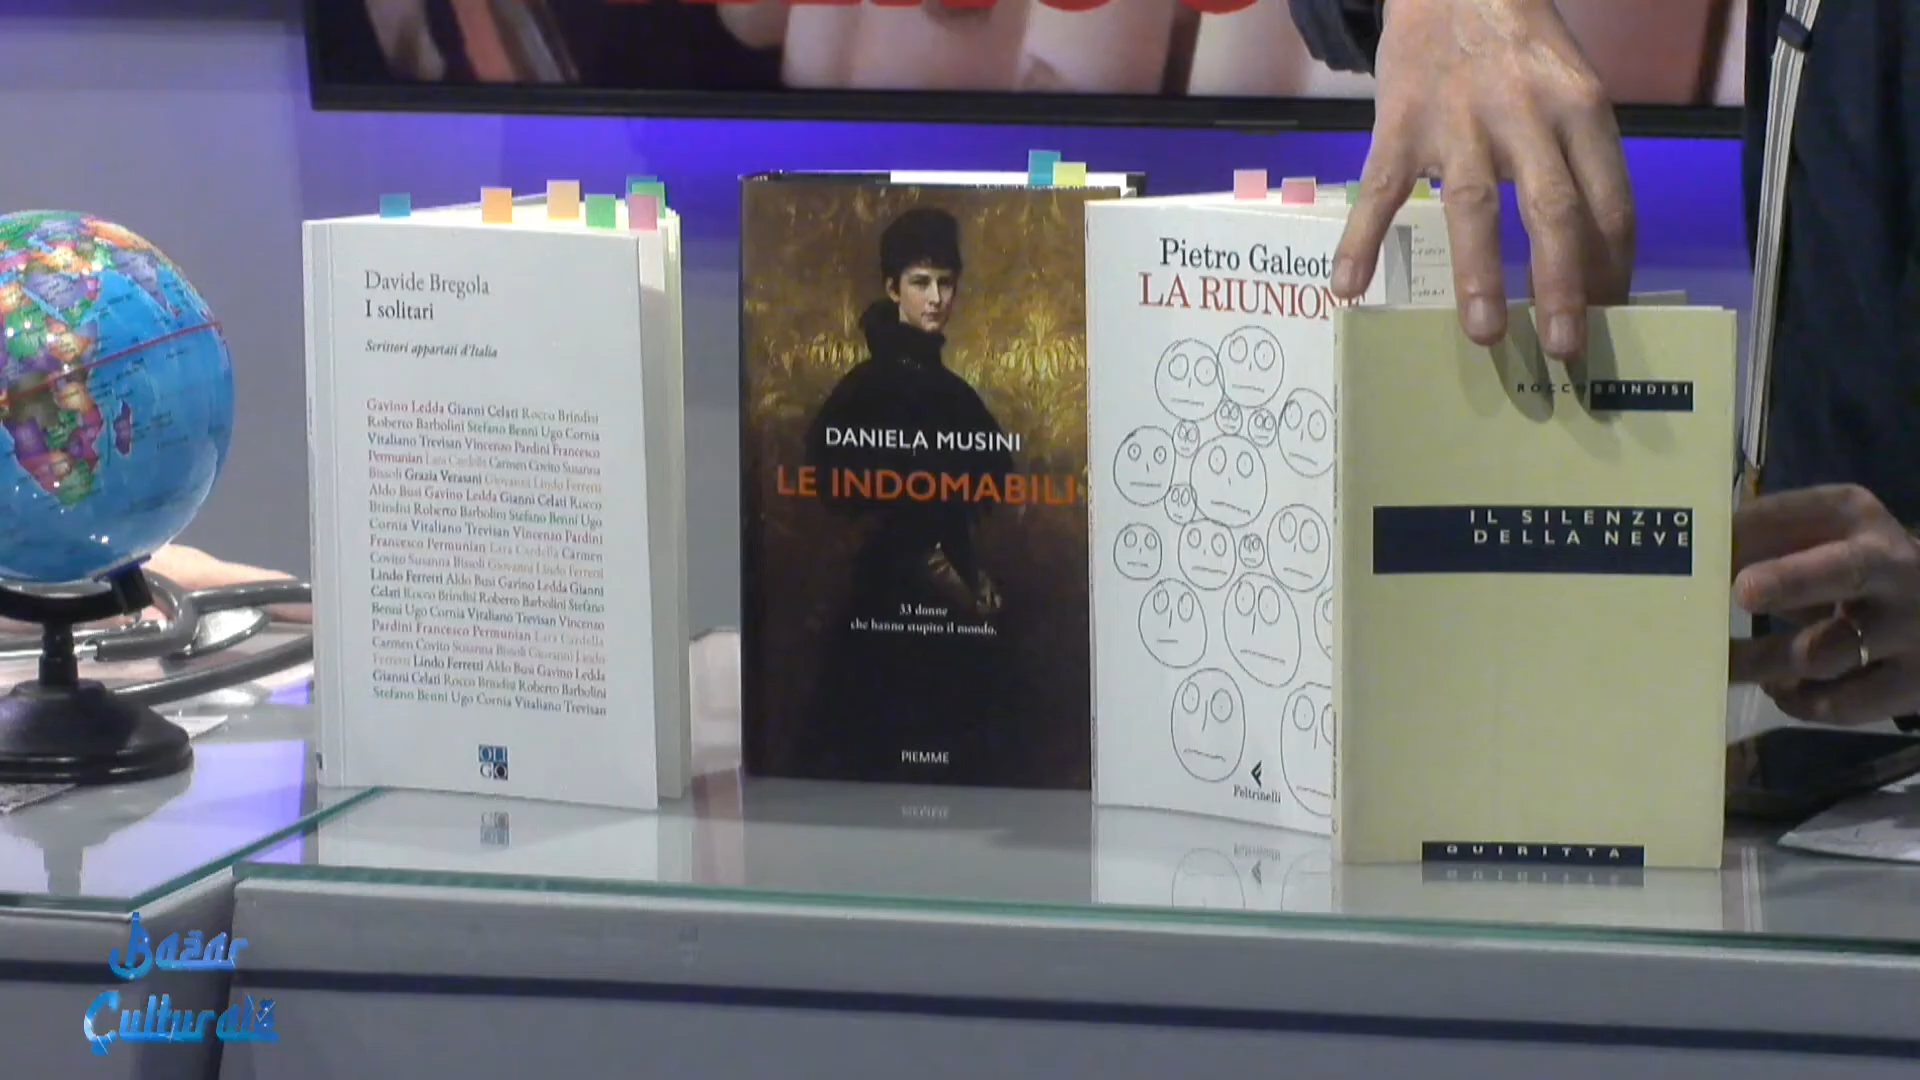 Davide Bregola
I solitari
Scrittori appartati d'Italia
Gavino Ledda Gianni Celati Rocco Brindisi
Roberto Barbolini Stefano Benni Ugo Cornia
Vitaliano Trevisan Vincenzo Pardini Francesco
Permunian Lara Cardella Carmen Covito Susanna
Bissoli Grazia Verasani Giovanni Lindo Ferretti
Aldo Busi Gavino Ledda Gianni Celati Rocco
Brindisi Roberto Barbolini Stefano Benni Ugo
Cornia Vitaliano Trevisan Vincenzo Pardini
Francesco Permunian Lara Cardella Carmen
Covito Susanna Bissoli Giovanni Lindo Ferretti
Lindo Ferretti Aldo Busi Gavino Ledda Gianni
Celati Rocco Brindisi Roberto Barbolini Stefano
Benni Ugo Cornia Vitaliano Trevisan Vincenzo
Pardini Francesco Permunian Lara Cardella
Carmen Covito Susanna Bissoli Giovanni Lindo
Ferretti Lindo Ferretti Aldo Busi Gavino Ledda
Gianni Celati Rocco Brindisi Roberto Barbolini
Stefano Benni Ugo Cornia Vitaliano Trevisan
OLI
GO
DANIELA MUSINI
LE INDOMABILI
33 donne
che hanno stupito il mondo.
PIEMME
Pietro Galeot
LA RIUNIONE
Feltrinelli
ROCCO BRINDISI
IL SILENZIO
DELLA NEVE
QUIRITTA
Bazar
Culturale